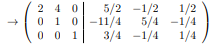 → ( 2 4 0 | 5/2 −1/2 1/2 )
( 0 1 0 | −11/4 5/4 −1/4 )
( 0 0 1 | 3/4 −1/4 1/4 )